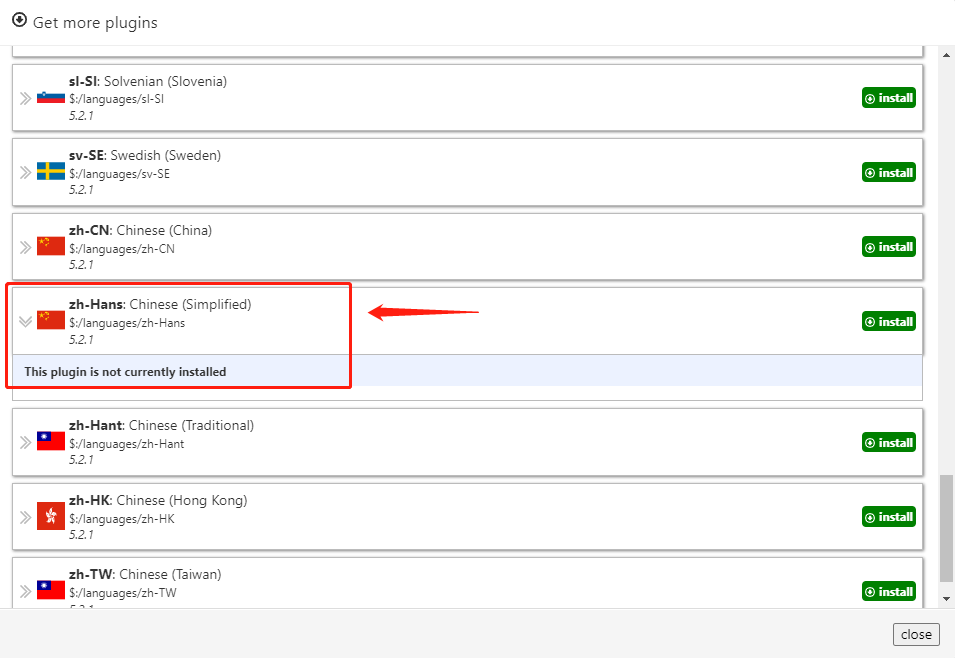 Get more plugins
sl-SI: Solvenian (Slovenia)
$:/languages/sl-SI
5.2.1
install
sv-SE: Swedish (Sweden)
$:/languages/sv-SE
5.2.1
install
zh-CN: Chinese (China)
$:/languages/zh-CN
5.2.1
install
zh-Hans: Chinese (Simplified)
$:/languages/zh-Hans
5.2.1
install
This plugin is not currently installed
zh-Hant: Chinese (Traditional)
$:/languages/zh-Hant
5.2.1
install
zh-HK: Chinese (Hong Kong)
$:/languages/zh-HK
5.2.1
install
zh-TW: Chinese (Taiwan)
$:/languages/zh-TW
install
close